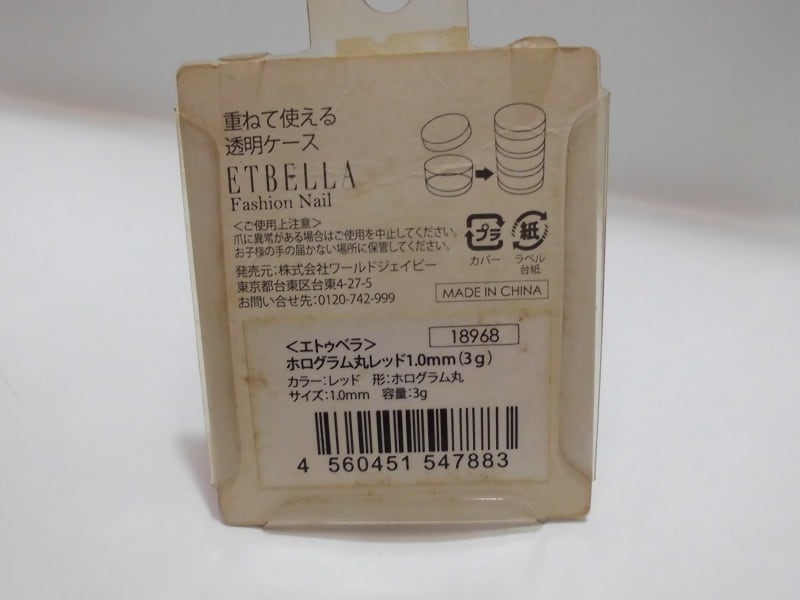 重ねて使える
透明ケース
ETBELLA
Fashion Nail
＜ご使用上注意＞
爪に異常がある場合はご使用を中止してください。
お子様の手の届かない場所に保管してください。
発売元：株式会社ワールドジェイビー
東京都台東区台東4-27-5
お問い合せ先：0120-742-999
プラ
カバー
紙
ラベル
台紙
MADE IN CHINA
18968
＜エトゥベラ＞
ホログラム丸レッド1.0mm（3g）
カラー：レッド　形：ホログラム丸
サイズ：1.0mm　容量：3g
4 560451 547883